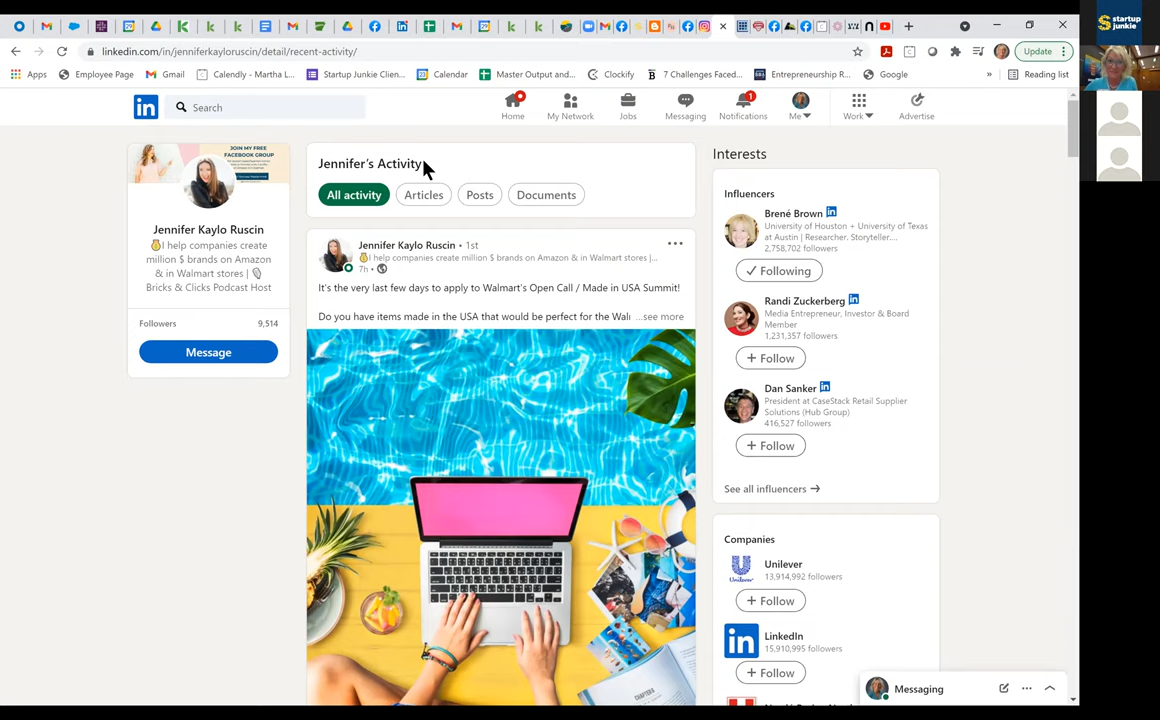 linkedin.com/in/jenniferkayloruscin/detail/recent-activity/
Update
Apps
Employee Page
Gmail
Calendly - Martha L...
Startup Junkie Clien...
Calendar
Master Output and...
Clockify
7 Challenges Faced...
Entrepreneurship R...
Google
»
Reading list
startup
junkie
in
Search
Home
My Network
Jobs
Messaging
1
Notifications
Me
Work
Advertise
JOIN MY FREE
FACEBOOK GROUP
Jennifer Kaylo Ruscin
🏅I help companies create
million $ brands on Amazon
& in Walmart stores | 🎙
Bricks & Clicks Podcast Host
Followers 9,514
Message
Jennifer's Activity
All activity
Articles
Posts
Documents
Jennifer Kaylo Ruscin • 1st
🏅I help companies create million $ brands on Amazon & in Walmart stores |...
7h •
It's the very last few days to apply to Walmart's Open Call / Made in USA Summit!
Do you have items made in the USA that would be perfect for the Wal ...see more
Interests
Influencers
Brené Brown in
University of Houston + University of Texas
at Austin | Researcher. Storyteller....
2,758,702 followers
✓ Following
Randi Zuckerberg in
Media Entrepreneur, Investor & Board
Member
1,231,357 followers
+ Follow
Dan Sanker in
President at CaseStack Retail Supplier
Solutions (Hub Group)
416,527 followers
+ Follow
See all influencers →
Companies
Unilever
Unilever
13,914,992 followers
+ Follow
in
LinkedIn
15,910,995 followers
+ Follow
Messaging